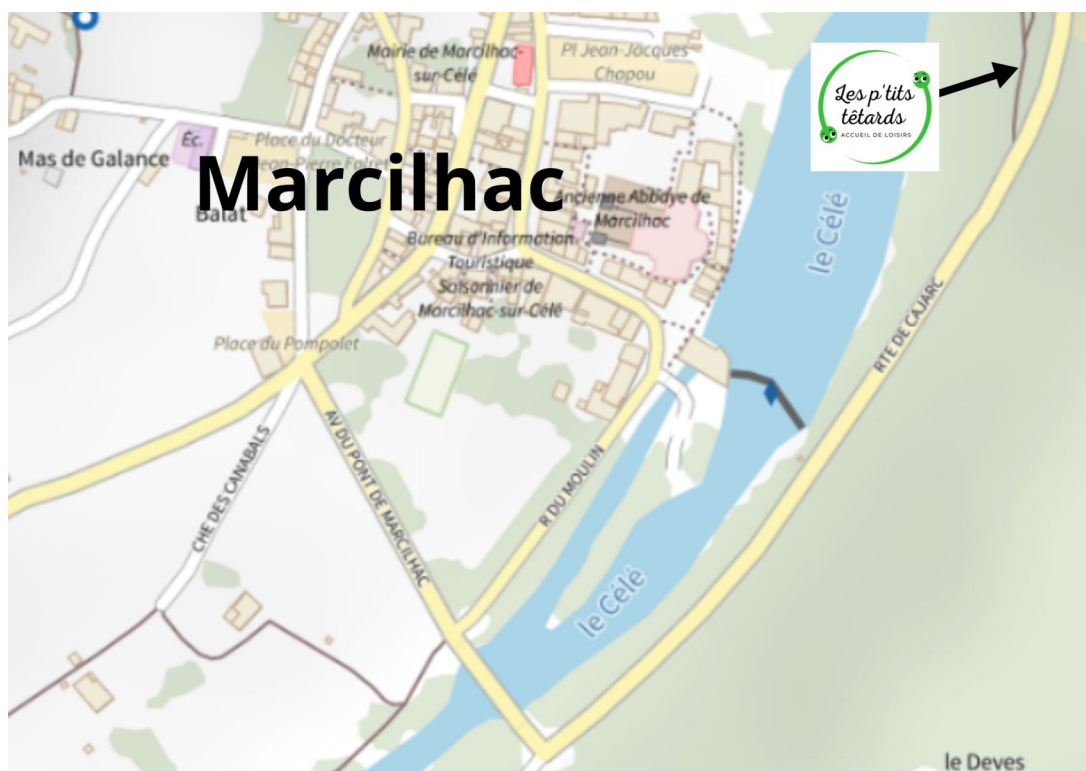 Mairie de Marcilhac-
sur-Célé
Pl Jean-Jacques
Chapou
Les p'tits
têtards
ACCUEIL DE LOISIRS
Éc.
Mas de Galance
Place du Docteur
Jean-Pierre Falret
Marcilhac
Balat
Ancienne Abbaye de
Marcilhac
Bureau d'Information
Touristique
Saisonnier de
Marcilhac-sur-Célé
le Célé
RTE DE CAJARC
Place du Pompolet
CHE DES CANABALS
AV DU PONT DE MARCILHAC
R DU MOULIN
le Célé
le Deves